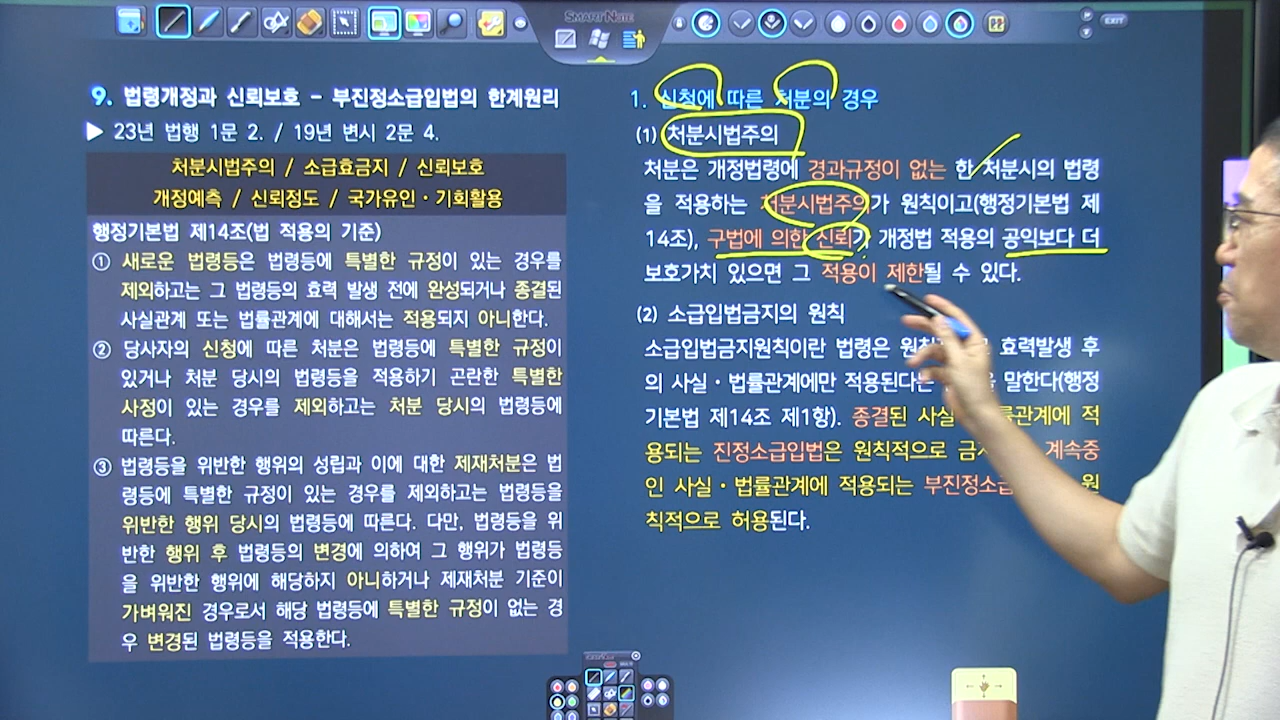 SMARTNOTE
EXIT
9. 법령개정과 신뢰보호 - 부진정소급입법의 한계원리
▶ 23년 법행 1문 2. / 19년 변시 2문 4.
처분시법주의 / 소급효금지 / 신뢰보호
개정예측 / 신뢰정도 / 국가유인·기회활용
행정기본법 제14조(법 적용의 기준)
① 새로운 법령등은 법령등에 특별한 규정이 있는 경우를
제외하고는 그 법령등의 효력 발생 전에 완성되거나 종결된
사실관계 또는 법률관계에 대해서는 적용되지 아니한다.
② 당사자의 신청에 따른 처분은 법령등에 특별한 규정이
있거나 처분 당시의 법령등을 적용하기 곤란한 특별한
사정이 있는 경우를 제외하고는 처분 당시의 법령등에
따른다.
③ 법령등을 위반한 행위의 성립과 이에 대한 제재처분은 법
령등에 특별한 규정이 있는 경우를 제외하고는 법령등을
위반한 행위 당시의 법령등에 따른다. 다만, 법령등을 위
반한 행위 후 법령등의 변경에 의하여 그 행위가 법령등
을 위반한 행위에 해당하지 아니하거나 제재처분 기준이
가벼워진 경우로서 해당 법령등에 특별한 규정이 없는 경
우 변경된 법령등을 적용한다.
1. 신청에 따른 처분의 경우
(1) 처분시법주의
처분은 개정법령에 경과규정이 없는 한 처분시의 법령
을 적용하는 처분시법주의가 원칙이고(행정기본법 제
14조), 구법에 의한 신뢰가 개정법 적용의 공익보다 더
보호가치 있으면 그 적용이 제한될 수 있다.
(2) 소급입법금지의 원칙
소급입법금지원칙이란 법령은 효력발생 후
의 사실·법률관계에만 적용된다는 말한다(행정
기본법 제14조 제1항). 종결된 사실 관계에 적
용되는 진정소급입법은 원칙적으로 계속중
인 사실·법률관계에 적용되는 원
칙적으로 허용된다.